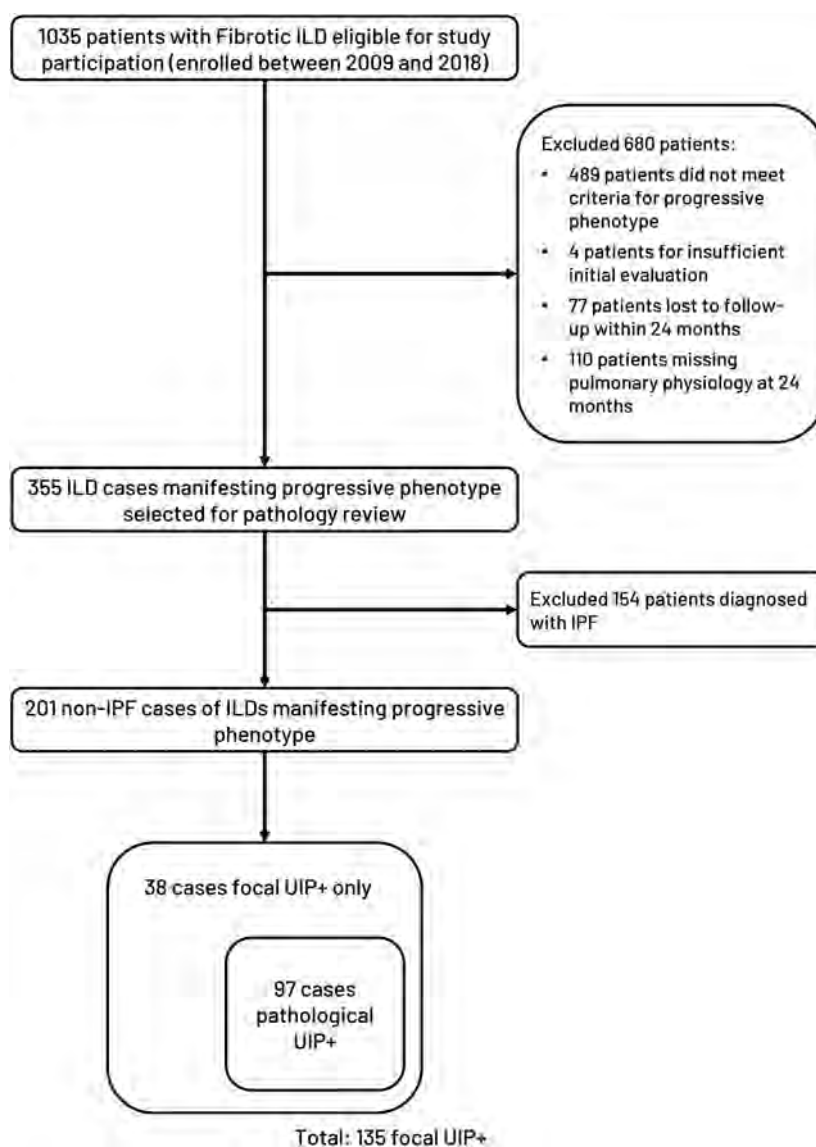 1035 patients with Fibrotic ILD eligible for study
participation (enrolled between 2009 and 2018)
Excluded 680 patients:
• 489 patients did not meet
criteria for progressive
phenotype
• 4 patients for insufficient
initial evaluation
• 77 patients lost to follow-
up within 24 months
• 110 patients missing
pulmonary physiology at 24
months
355 ILD cases manifesting progressive phenotype
selected for pathology review
Excluded 154 patients diagnosed
with IPF
201 non-IPF cases of ILDs manifesting progressive
phenotype
38 cases focal UIP+ only
97 cases
pathological
UIP+
Total: 135 focal UIP+